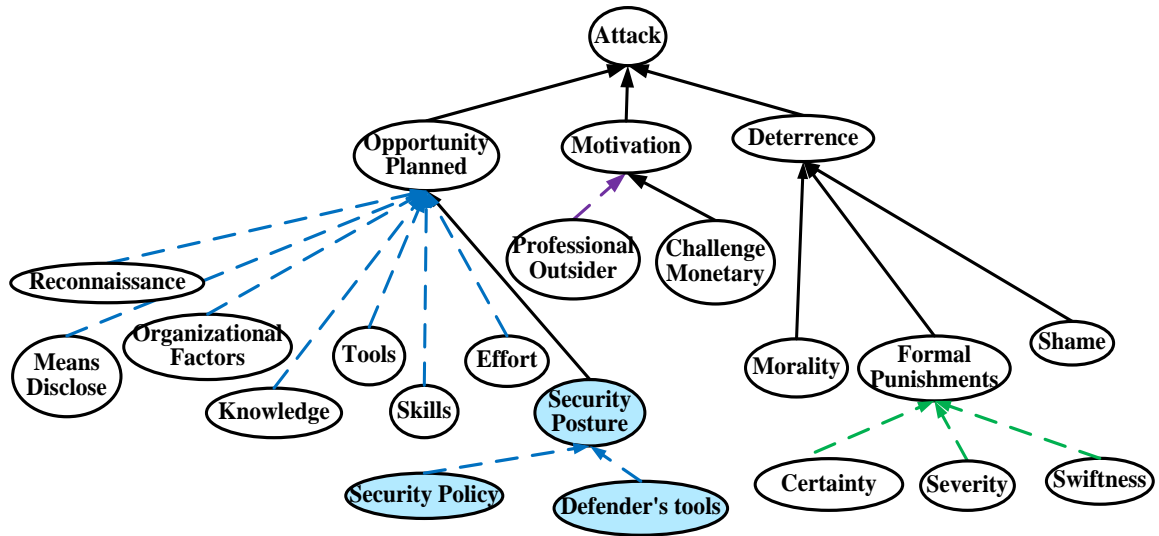 Attack
Opportunity
Planned
Motivation
Deterrence
Professional
Outsider
Challenge
Monetary
Reconnaissance
Organizational
Factors
Means
Disclose
Tools
Effort
Knowledge
Skills
Security
Posture
Morality
Formal
Punishments
Shame
Security Policy
Defender's tools
Certainty
Severity
Swiftness